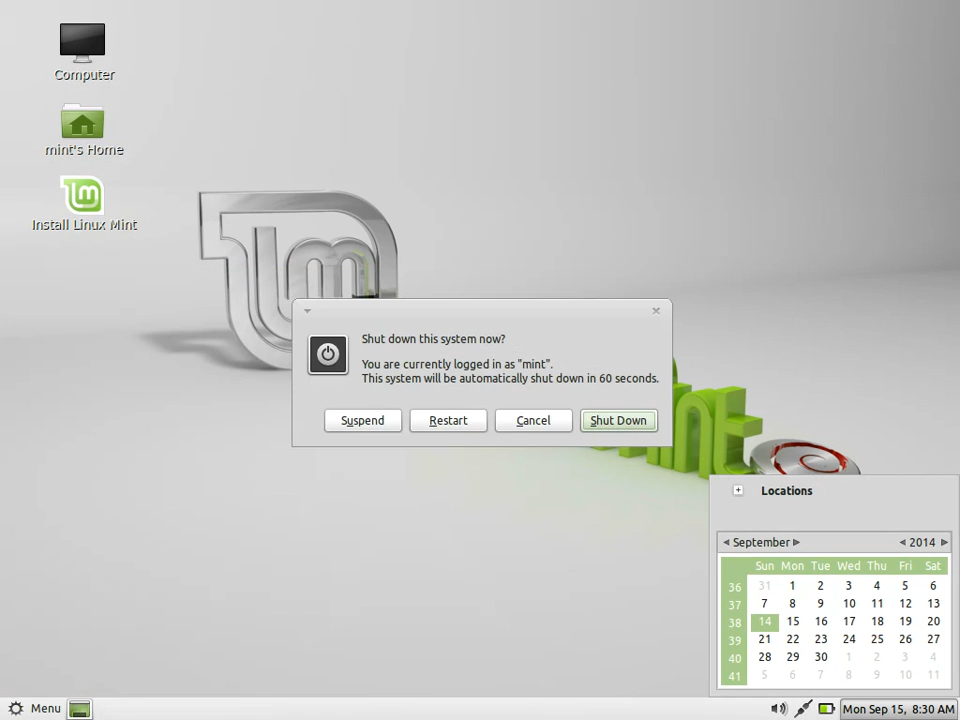 Computer
mint's Home
Install Linux Mint
Shut down this system now?
You are currently logged in as "mint".
This system will be automatically shut down in 60 seconds.
Suspend Restart Cancel Shut Down
Locations
September 2014
Sun Mon Tue Wed Thu Fri Sat
36 31 1 2 3 4 5 6
37 7 8 9 10 11 12 13
38 14 15 16 17 18 19 20
39 21 22 23 24 25 26 27
40 28 29 30 1 2 3 4
41 5 6 7 8 9 10 11
Menu Mon Sep 15, 8:30 AM